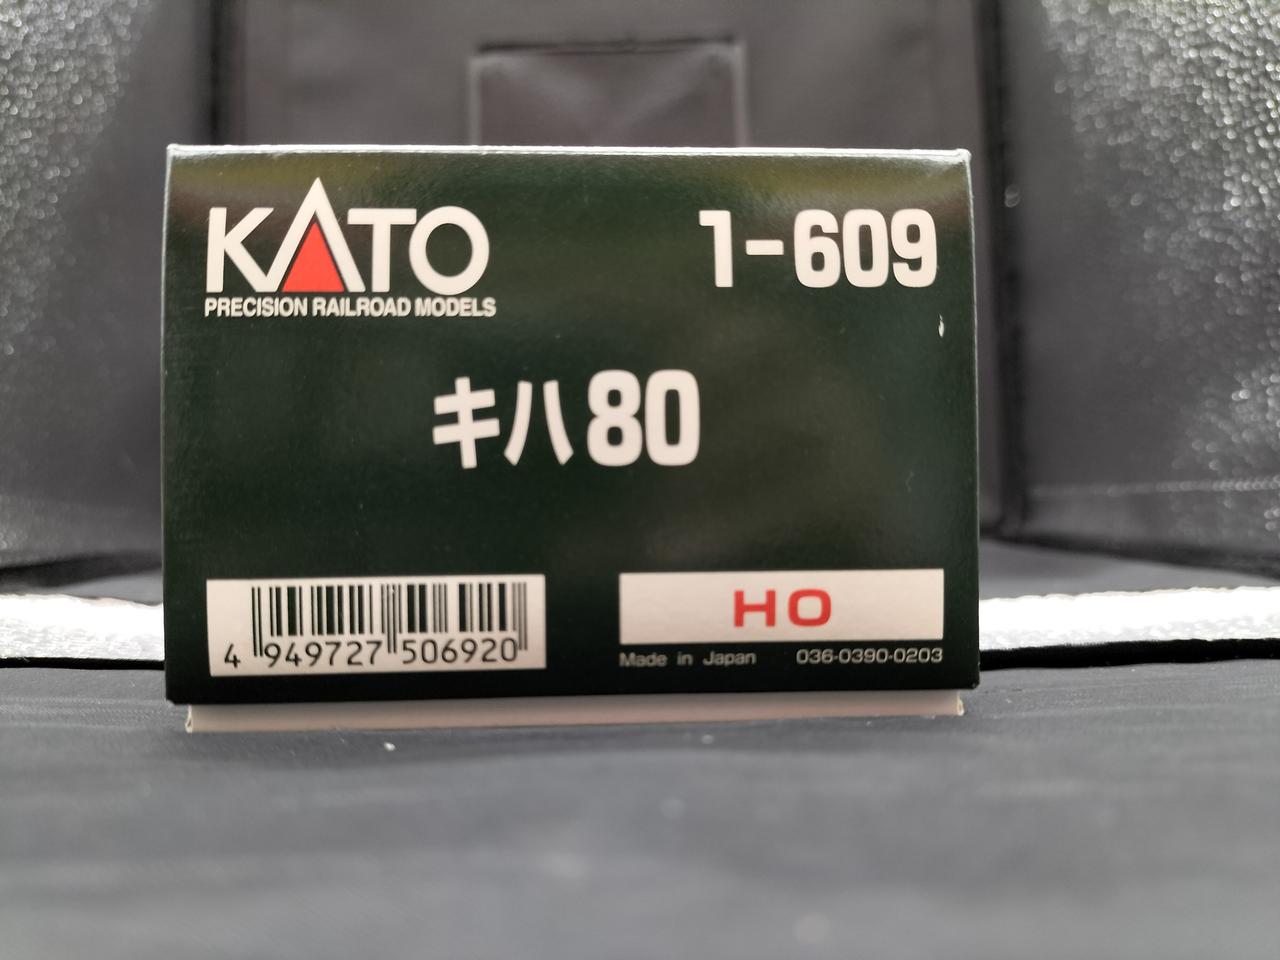 KATO
PRECISION RAILROAD MODELS
1-609
キハ80
4 949727 506920
HO
Made in Japan 036-0390-0203